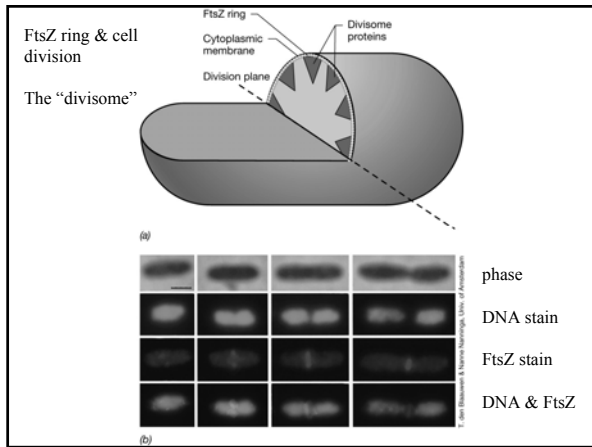 FtsZ ring & cell
division
The “divisome”
FtsZ ring
Cytoplasmic
membrane
Division plane
Divisome
proteins
(a)
phase
DNA stain
FtsZ stain
DNA & FtsZ
T. den Blaauwen & Nanne Nanninga, Univ. of Amsterdam
(b)